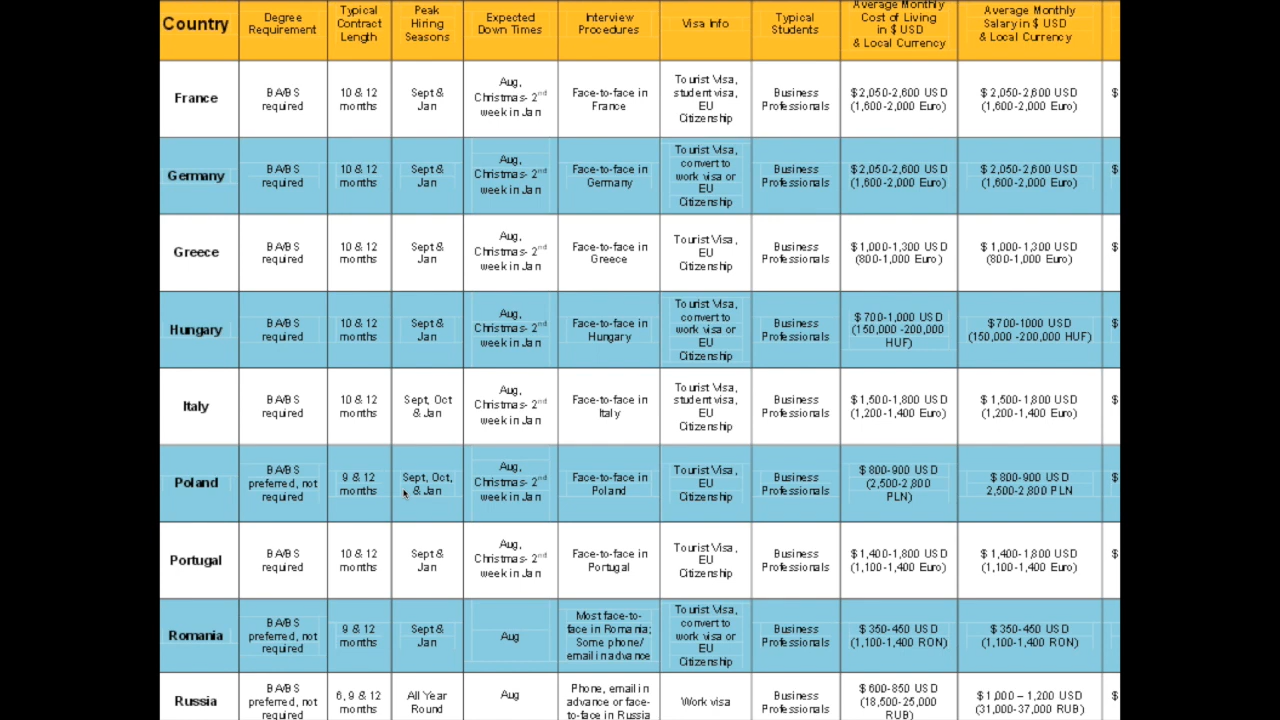 Country
Degree
Requirement
Typical
Contract
Length
Peak
Hiring
Seasons
Expected
Down Times
Interview
Procedures
Visa Info
Typical
Students
Average Monthly
Cost of Living
in $ USD
& Local Currency
Average Monthly
Salary in $ USD
& Local Currency
France
BA/BS
required
10 & 12
months
Sept &
Jan
Aug,
Christmas- 2nd
week in Jan
Face-to-face in
France
Tourist Visa,
student visa,
EU
Citizenship
Business
Professionals
$ 2,050-2,600 USD
(1,600-2,000 Euro)
$ 2,050-2,600 USD
(1,600-2,000 Euro)
$
Germany
BA/BS
required
10 & 12
months
Sept &
Jan
Aug,
Christmas- 2nd
week in Jan
Face-to-face in
Germany
Tourist Visa,
convert to
work visa or
EU
Citizenship
Business
Professionals
$ 2,050-2,600 USD
(1,600-2,000 Euro)
$ 2,050-2,600 USD
(1,600-2,000 Euro)
$
Greece
BA/BS
required
10 & 12
months
Sept &
Jan
Aug,
Christmas- 2nd
week in Jan
Face-to-face in
Greece
Tourist Visa,
EU
Citizenship
Business
Professionals
$ 1,000-1,300 USD
(800-1,000 Euro)
$ 1,000-1,300 USD
(800-1,000 Euro)
$
Hungary
BA/BS
required
10 & 12
months
Sept &
Jan
Aug,
Christmas- 2nd
week in Jan
Face-to-face in
Hungary
Tourist Visa,
convert to
work visa or
EU
Citizenship
Business
Professionals
$ 700-1,000 USD
(150,000 -200,000
HUF)
$700-1000 USD
(150,000 -200,000 HUF)
$
Italy
BA/BS
required
10 & 12
months
Sept, Oct
& Jan
Aug,
Christmas- 2nd
week in Jan
Face-to-face in
Italy
Tourist Visa,
student visa,
EU
Citizenship
Business
Professionals
$ 1,500-1,800 USD
(1,200-1,400 Euro)
$ 1,500-1,800 USD
(1,200-1,400 Euro)
$
Poland
BA/BS
preferred, not
required
9 & 12
months
Sept, Oct,
& Jan
Aug,
Christmas- 2nd
week in Jan
Face-to-face in
Poland
Tourist Visa,
EU
Citizenship
Business
Professionals
$ 800-900 USD
(2,500-2,800
PLN)
$ 800-900 USD
2,500-2,800 PLN
$
Portugal
BA/BS
required
10 & 12
months
Sept &
Jan
Aug,
Christmas- 2nd
week in Jan
Face-to-face in
Portugal
Tourist Visa,
EU
Citizenship
Business
Professionals
$ 1,400-1,800 USD
(1,100-1,400 Euro)
$ 1,400-1,800 USD
(1,100-1,400 Euro)
$
Romania
BA/BS
preferred, not
required
9 & 12
months
Sept &
Jan
Aug
Most face-to-
face in Romania;
Some phone/
email in advance
Tourist Visa,
convert to
work visa or
EU
Citizenship
Business
Professionals
$ 350-450 USD
(1,100-1,400 RON)
$ 350-450 USD
(1,100-1,400 RON)
Russia
BA/BS
preferred, not
required
6, 9 & 12
months
All Year
Round
Aug
Phone, email in
advance or face-
to-face in Russia
Work visa
Business
Professionals
$ 600-850 USD
(18,500-25,000
RUB)
$ 1,000 – 1,200 USD
(31,000-37,000 RUB)
$